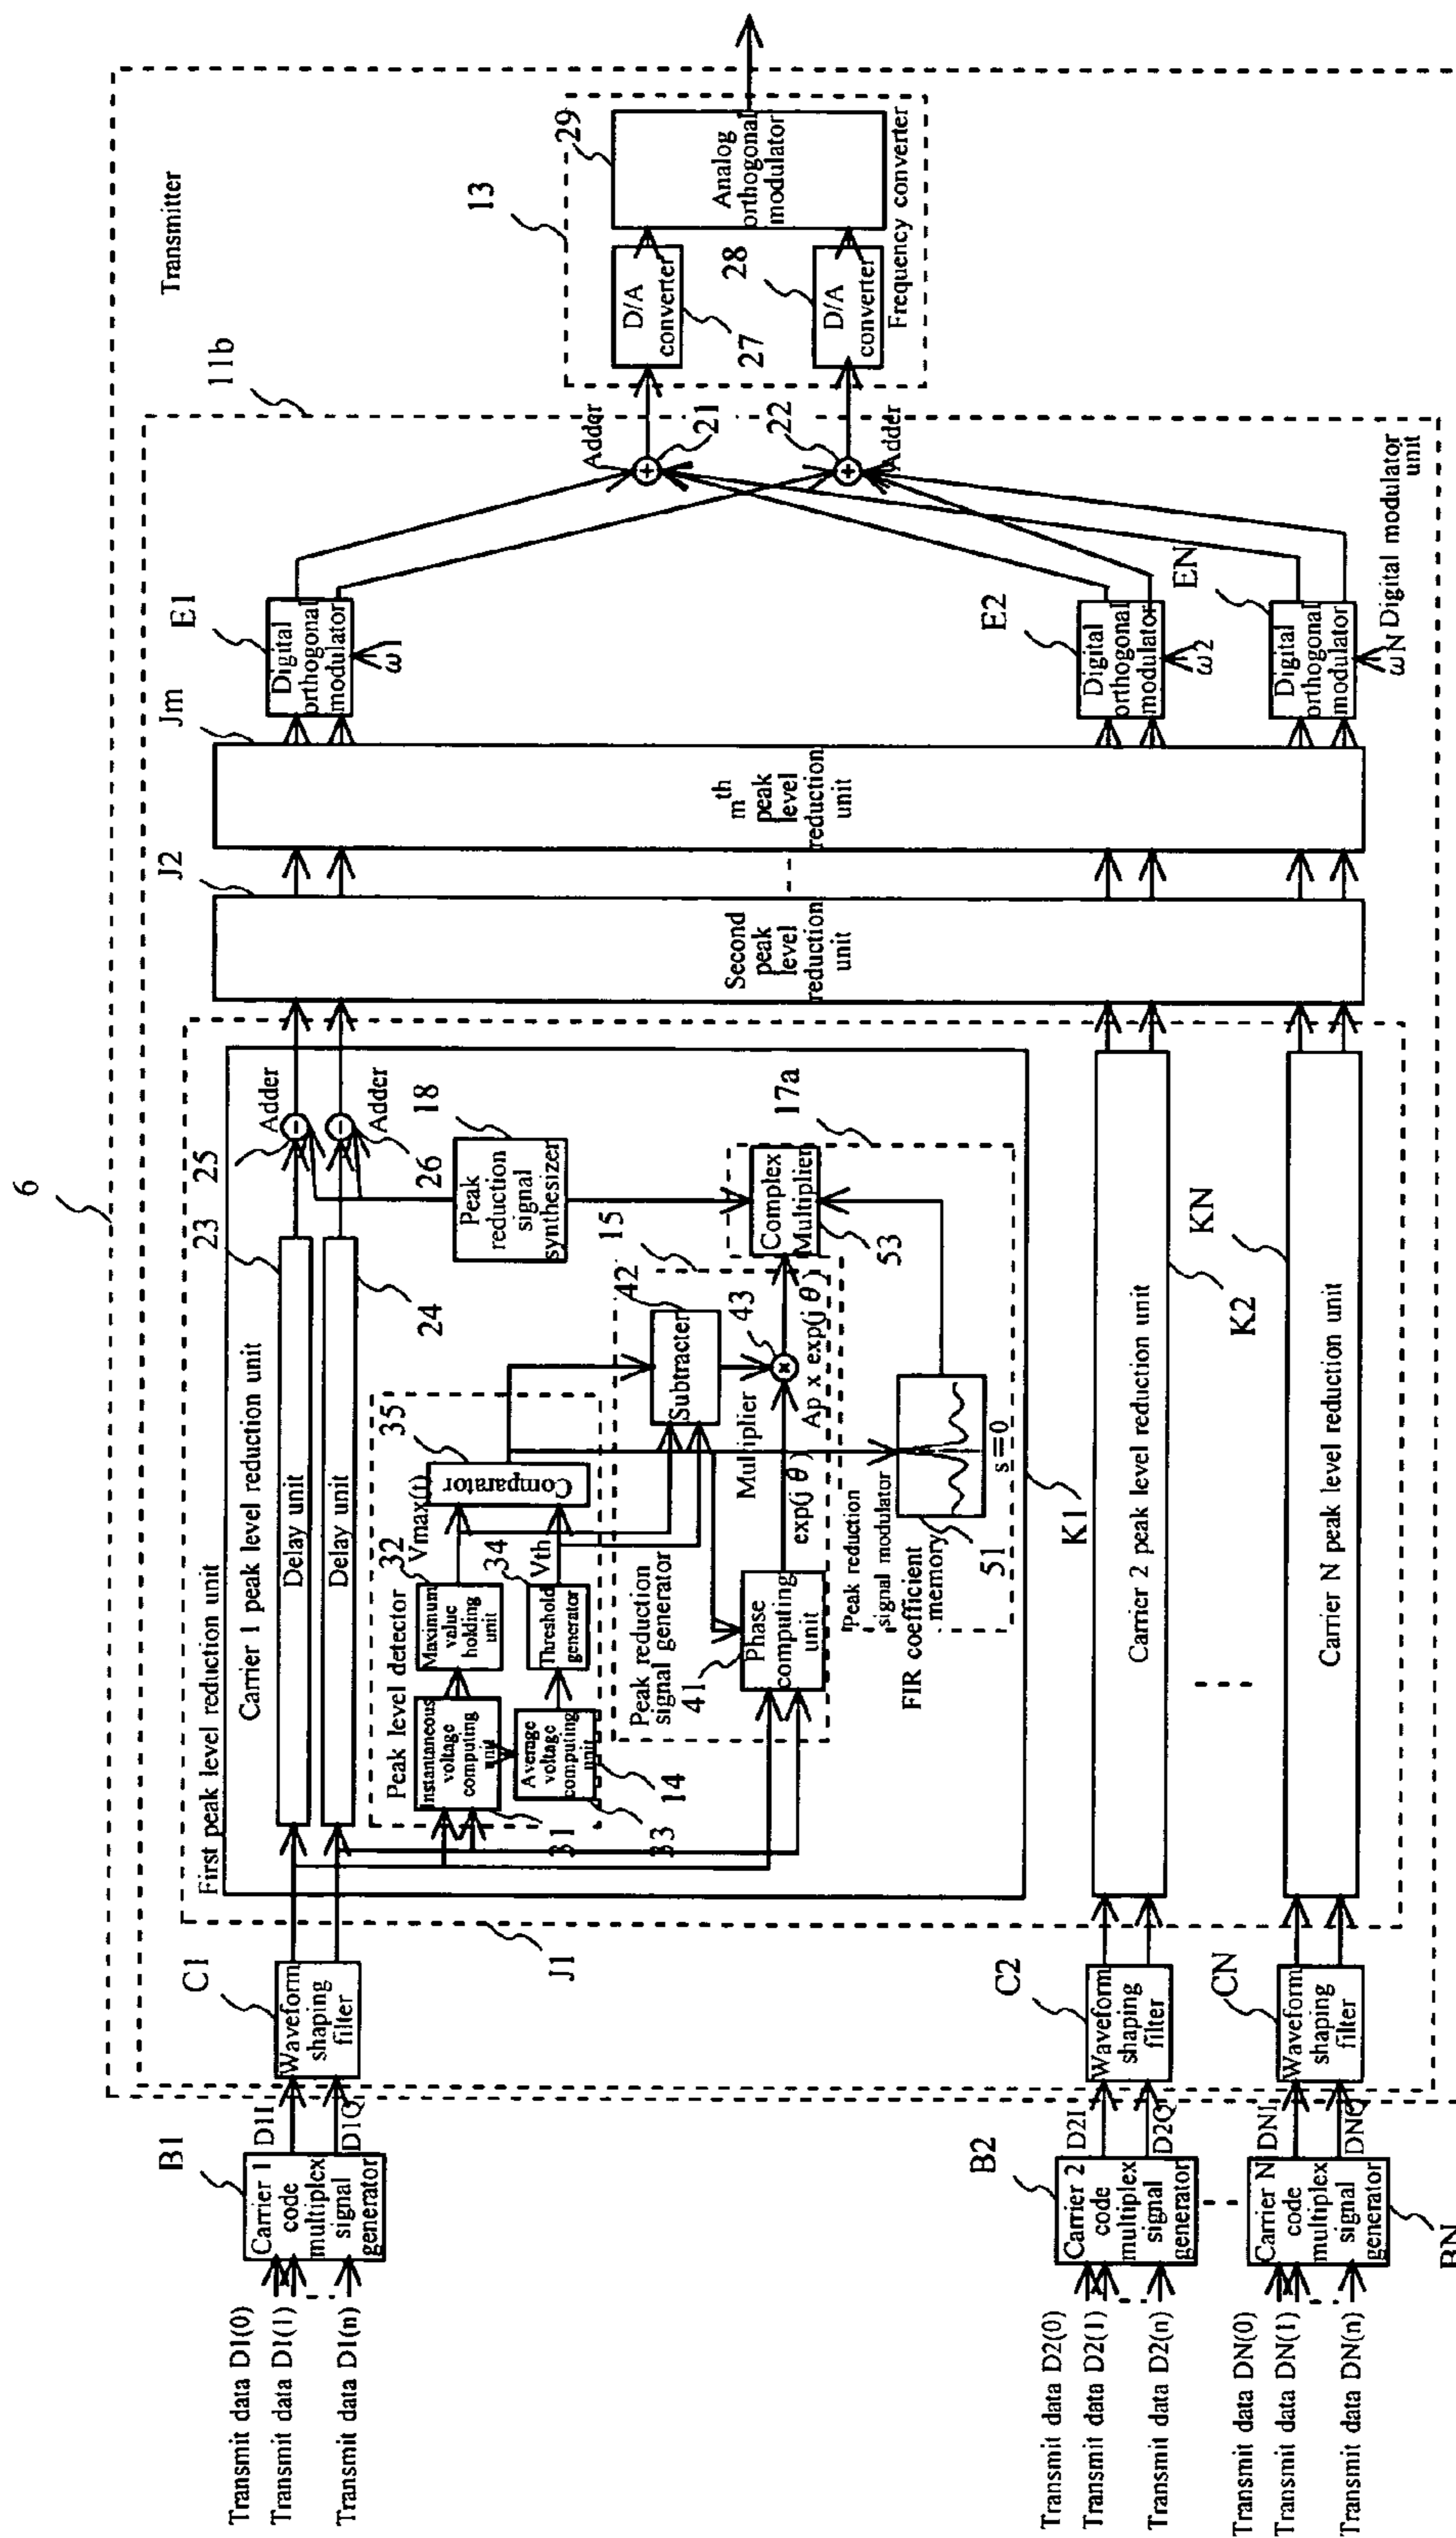 6
Transmitter
11b
13
29
Analog
orthogonal
modulator
D/A
converter
27
28
D/A
converter
Frequency converter
Adder
21
22
Adder
Digital modulator
unit
E1
Digital
orthogonal
modulator
ω1
E2
Digital
orthogonal
modulator
ω2
EN
Digital
orthogonal
modulator
ωN
Jm
mth
peak
level
reduction
unit
J2
Second
peak
level
reduction
unit
First peak level reduction unit
Carrier 1 peak level reduction unit
23
Delay unit
24
Delay unit
25
Adder
26
Adder
18
Peak
reduction
signal
synthesizer
17a
Complex
Multiplier
53
Peak level detector
Instantaneous
voltage
computing
unit
31
32
Maximum
value
holding
unit
Vmax(t)
Average
voltage
computing
unit
33
14
34
Threshold
generator
Vth
35
Comparator
15
Peak reduction
signal generator
42
Subtracter
Multiplier
43
Ap x exp(j θ)
exp(j θ)
41
Phase
computing
unit
Peak reduction
signal modulator
FIR coefficient
memory
51
s=0
K1
Carrier 2 peak level reduction unit
K2
KN
Carrier N peak level reduction unit
J1
C1
Waveform
shaping
filter
C2
Waveform
shaping
filter
CN
Waveform
shaping
filter
B1
D1I
D1Q
Carrier 1
code
multiplex
signal
generator
B2
D2I
D2Q
Carrier 2
code
multiplex
signal
generator
DNI
DNQ
Carrier N
code
multiplex
signal
generator
BN
Transmit data D1(0)
Transmit data D1(1)
Transmit data D1(n)
Transmit data D2(0)
Transmit data D2(1)
Transmit data D2(n)
Transmit data DN(0)
Transmit data DN(1)
Transmit data DN(n)